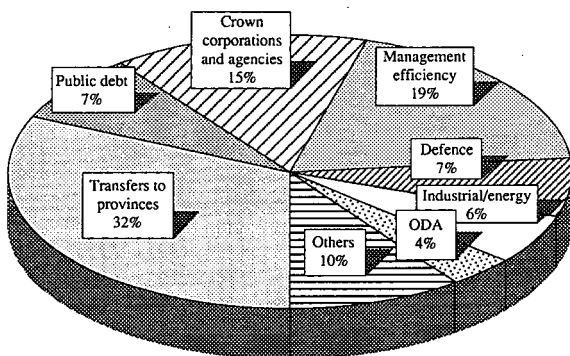 Crown
corporations
and agencies
15%
Management
efficiency
19%
Public debt
7%
Defence
7%
Transfers to
provinces
32%
Industrial/energy
6%
ODA
4%
Others
10%